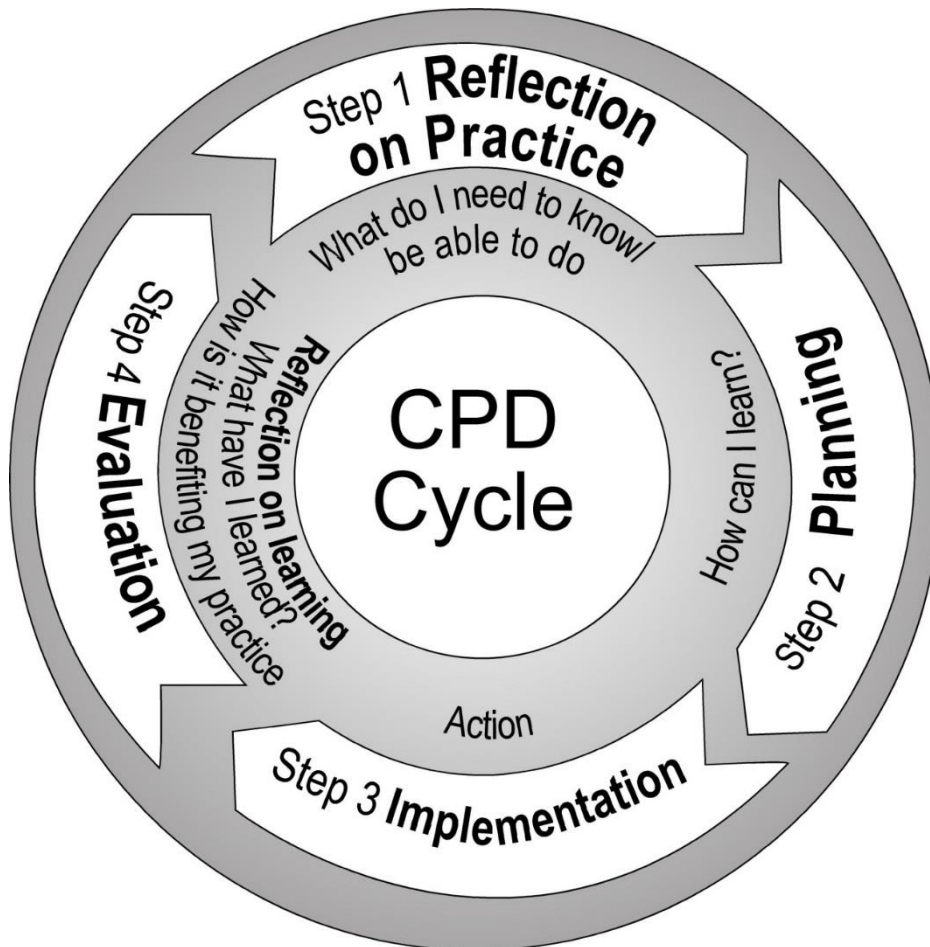 Step 1 Reflection
on Practice
What do I need to know/
be able to do
Step 2 Planning
How can I learn?
Step 3 Implementation
Action
Step 4 Evaluation
Reflection on learning
What have I learned?
How is it benefiting my practice
CPD
Cycle